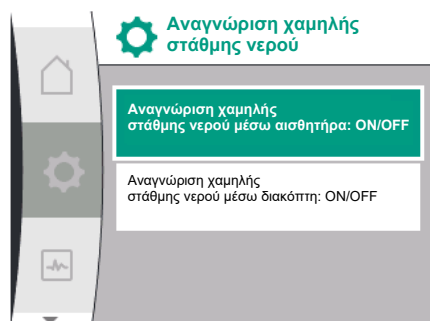 Αναγνώριση χαμηλής
στάθμης νερού
Αναγνώριση χαμηλής
στάθμης νερού μέσω αισθητήρα: ON/OFF
Αναγνώριση χαμηλής
στάθμης νερού μέσω διακόπτη: ON/OFF